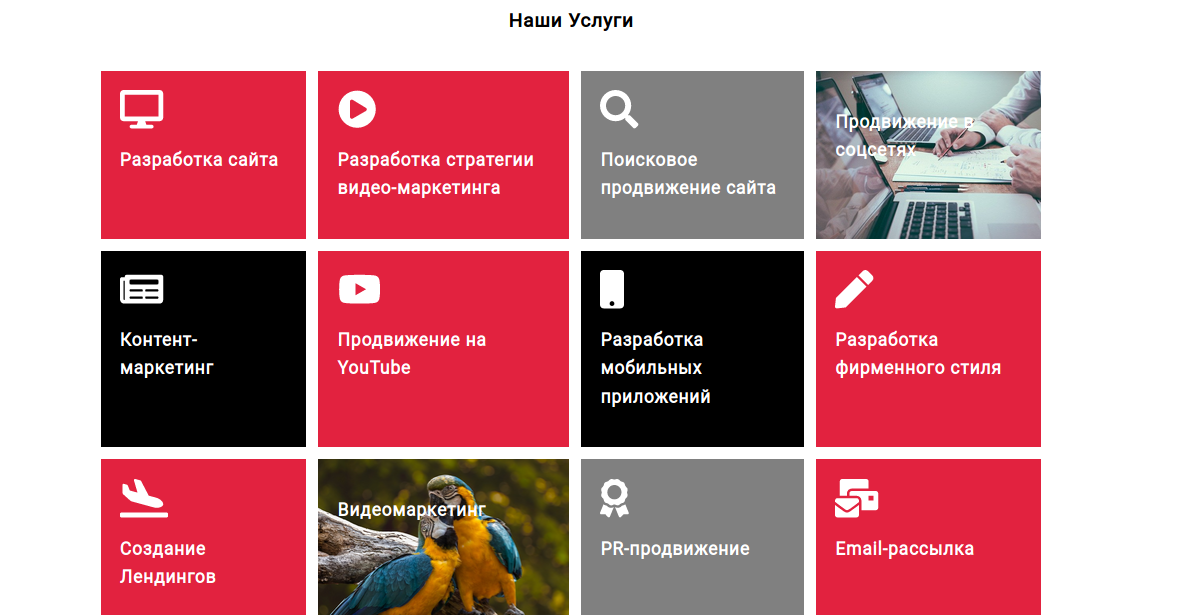 Наши Услуги
Разработка сайта
Разработка стратегии
видео-маркетинга
Поисковое
продвижение сайта
Продвижение в
соцсетях
Контент-
маркетинг
Продвижение на
YouTube
Разработка
мобильных
приложений
Разработка
фирменного стиля
Создание
Лендингов
Видеомаркетинг
PR-продвижение
Email-рассылка